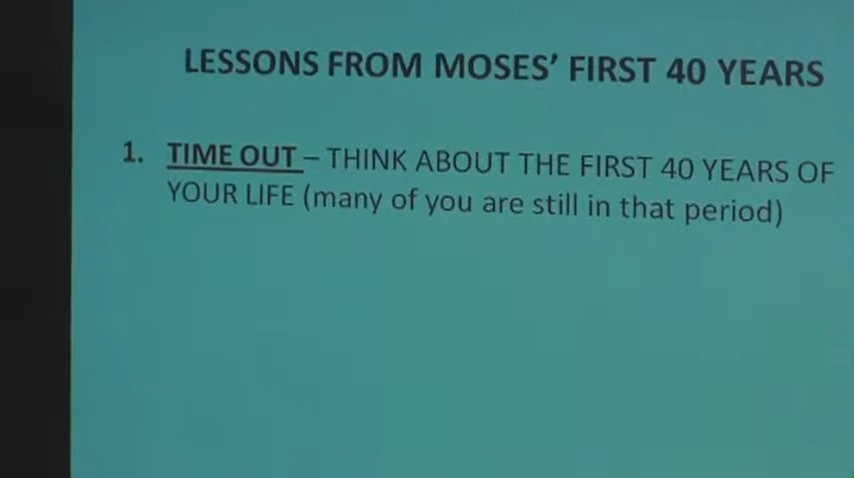 LESSONS FROM MOSES' FIRST 40 YEARS
1. TIME OUT – THINK ABOUT THE FIRST 40 YEARS OF
YOUR LIFE (many of you are still in that period)